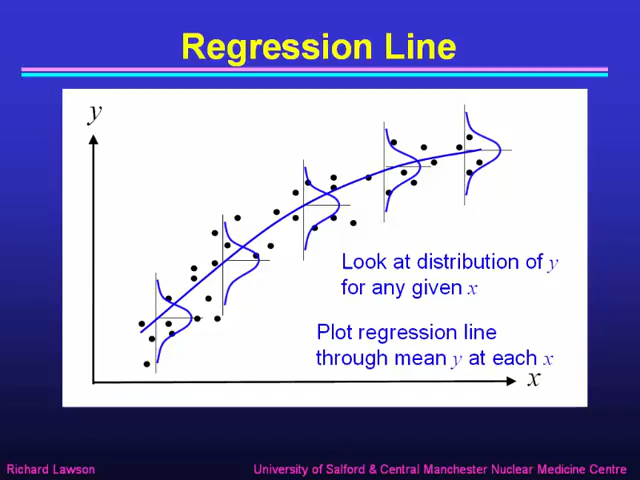 Regression Line
y
Look at distribution of y
for any given x
Plot regression line
through mean y at each x
x
Richard Lawson
University of Salford & Central Manchester Nuclear Medicine Centre